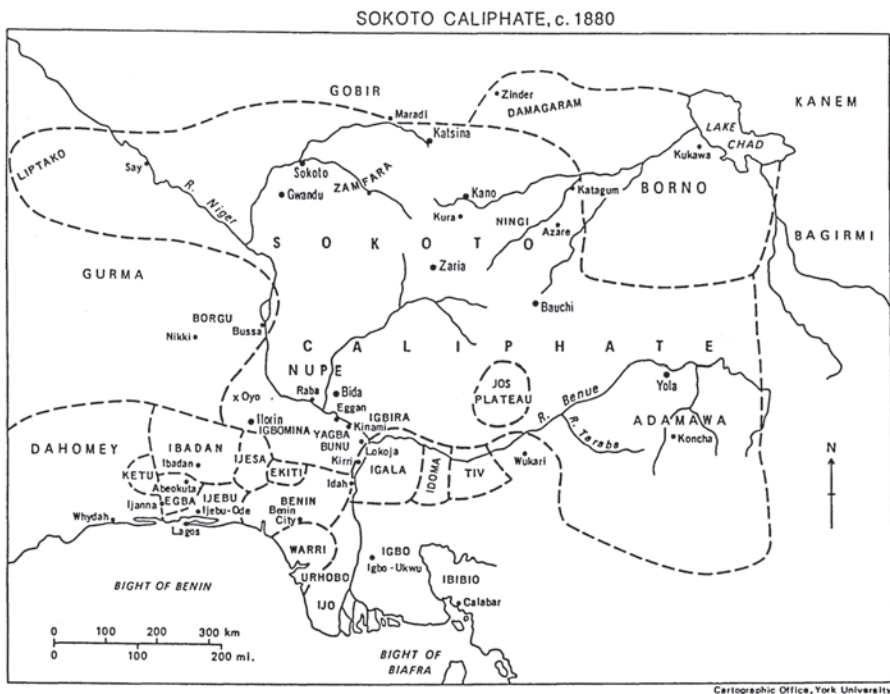 SOKOTO CALIPHATE, c. 1880
GOBIR
Zinder
DAMAGARAM
KANEM
Maradi
Katsina
LAKE
CHAD
Kukawa
LIPTAKO
Say
R. Niger
Sokoto
Gwandu
ZAMFARA
Kano
Katagum
BORNO
Kura
NINGI
Azare
SOKOTO
BAGIRMI
Zaria
GURMA
Bauchi
BORGU
Bussa
Nikki
CALIPHATE
NUPE
JOS
PLATEAU
R. Benue
Yola
x Oyo
Raba
Bida
Eggan
Ilorin
IGBOMINA
Kinami
IGBIRA
YAGBA
BUNU
Lokoja
R. Taraba
ADAMAWA
Koncha
DAHOMEY
IBADAN
Ibadan
IJESA
EKITI
Kirri
IGALA
IDOMA
TIV
Wukari
N
KETU
Abeokuta
EGBA
IJEBU
Ijebu-Ode
Idah
BENIN
Benin
City
Ijanna
Whydah
Lagos
WARRI
IGBO
Igbo-Ukwu
URHOBO
IBIBIO
IJO
Calabar
BIGHT OF BENIN
0 100 200 300 km
0 100 200 mi.
BIGHT OF
BIAFRA
Cartographic Office, York University